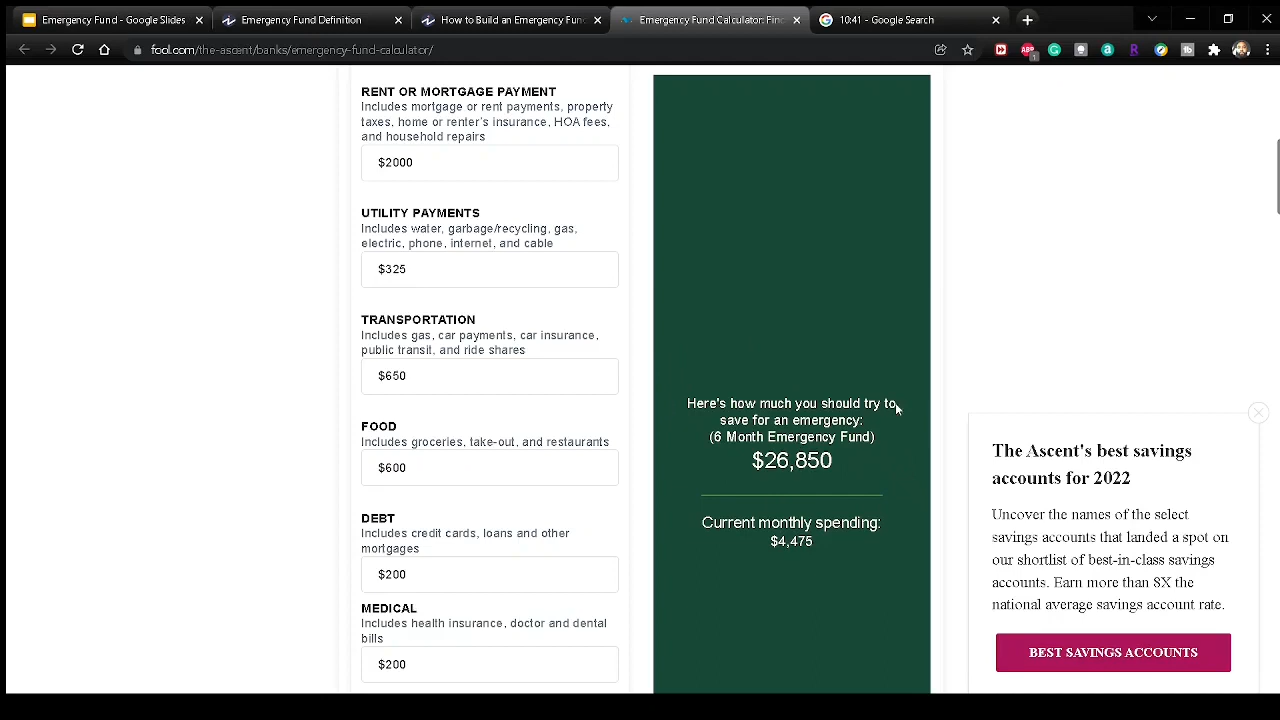 Emergency Fund - Google Slides
Emergency Fund Definition
How to Build an Emergency Func
Emergency Fund Calculator: Finc
10:41 - Google Search
fool.com/the-ascent/banks/emergency-fund-calculator/
RENT OR MORTGAGE PAYMENT
Includes mortgage or rent payments, property
taxes, home or renter's insurance, HOA fees,
and household repairs
$2000
UTILITY PAYMENTS
Includes water, garbage/recycling, gas,
electric, phone, internet, and cable
$325
TRANSPORTATION
Includes gas, car payments, car insurance,
public transit, and ride shares
$650
FOOD
Includes groceries, take-out, and restaurants
$600
DEBT
Includes credit cards, loans and other
mortgages
$200
MEDICAL
Includes health insurance, doctor and dental
bills
$200
Here's how much you should try to
save for an emergency:
(6 Month Emergency Fund)
$26,850
Current monthly spending:
$4,475
The Ascent's best savings
accounts for 2022
Uncover the names of the select
savings accounts that landed a spot on
our shortlist of best-in-class savings
accounts. Earn more than 8X the
national average savings account rate.
BEST SAVINGS ACCOUNTS